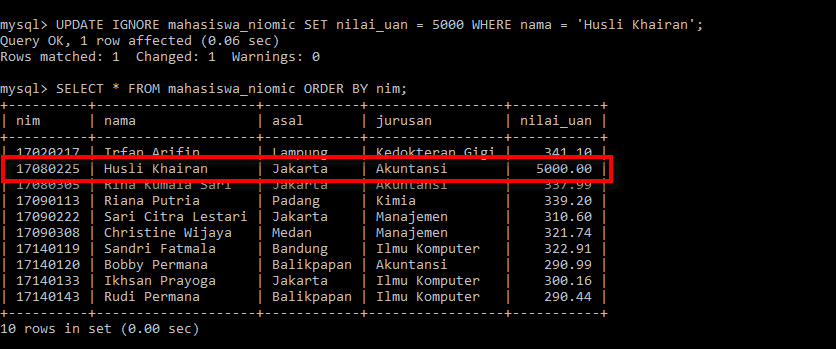 mysql> UPDATE IGNORE mahasiswa_niomic SET nilai_uan = 5000 WHERE nama = 'Husli Khairan';
Query OK, 1 row affected (0.06 sec)
Rows matched: 1  Changed: 1  Warnings: 0
mysql> SELECT * FROM mahasiswa_niomic ORDER BY nim;
+----------+--------------------+------------+----------------+-----------+
| nim      | nama               | asal       | jurusan        | nilai_uan |
+----------+--------------------+------------+----------------+-----------+
| 17020217 | Irfan Arifin       | Lampung    | Kedokteran Gigi |    341.10 |
| 17080225 | Husli Khairan      | Jakarta    | Akuntansi      |   5000.00 |
| 17080305 | Rina Kumala Sari   | Jakarta    | Akuntansi      |    337.99 |
| 17090113 | Riana Putria       | Padang     | Kimia          |    339.20 |
| 17090222 | Sari Citra Lestari | Jakarta    | Manajemen      |    310.60 |
| 17090308 | Christine Wijaya   | Medan      | Manajemen      |    321.74 |
| 17140119 | Sandri Fatmala     | Bandung    | Ilmu Komputer  |    322.91 |
| 17140120 | Bobby Permana      | Balikpapan | Akuntansi      |    290.99 |
| 17140133 | Ikhsan Prayoga     | Jakarta    | Ilmu Komputer  |    300.16 |
| 17140143 | Rudi Permana       | Balikpapan | Ilmu Komputer  |    290.44 |
+----------+--------------------+------------+----------------+-----------+
10 rows in set (0.00 sec)